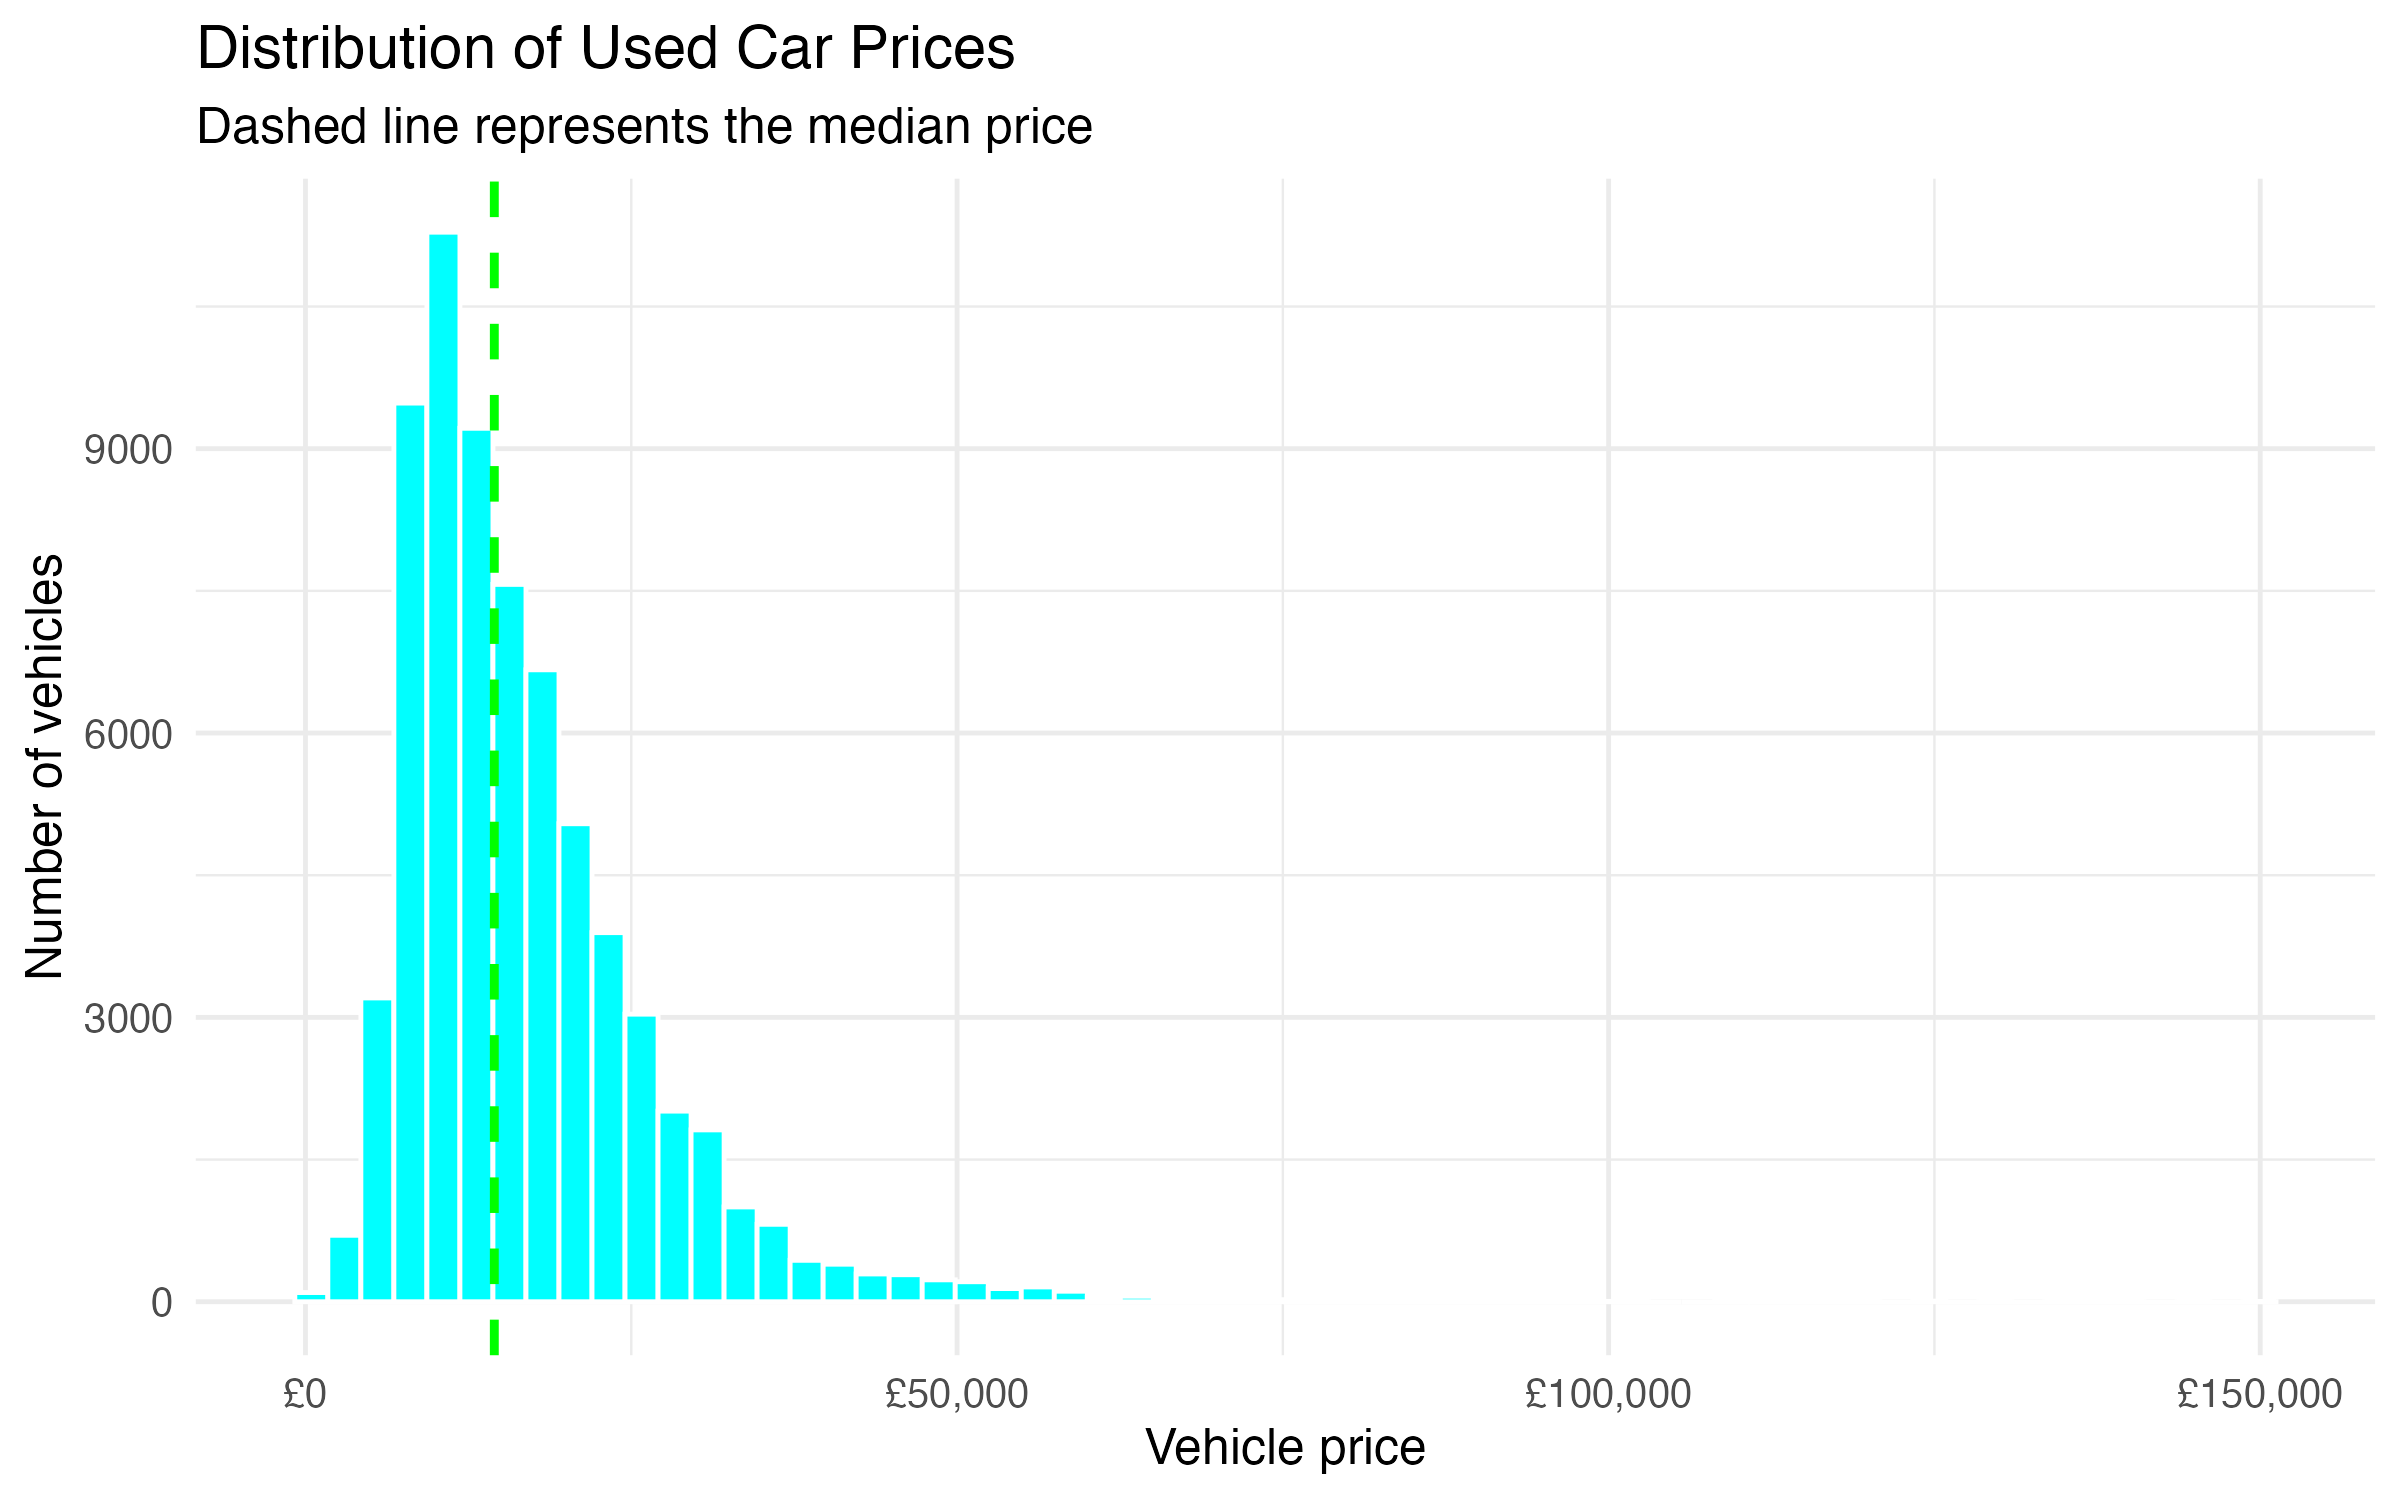 Distribution of Used Car Prices
Dashed line represents the median price
Number of vehicles
9000
6000
3000
0
£0
£50,000
£100,000
£150,000
Vehicle price